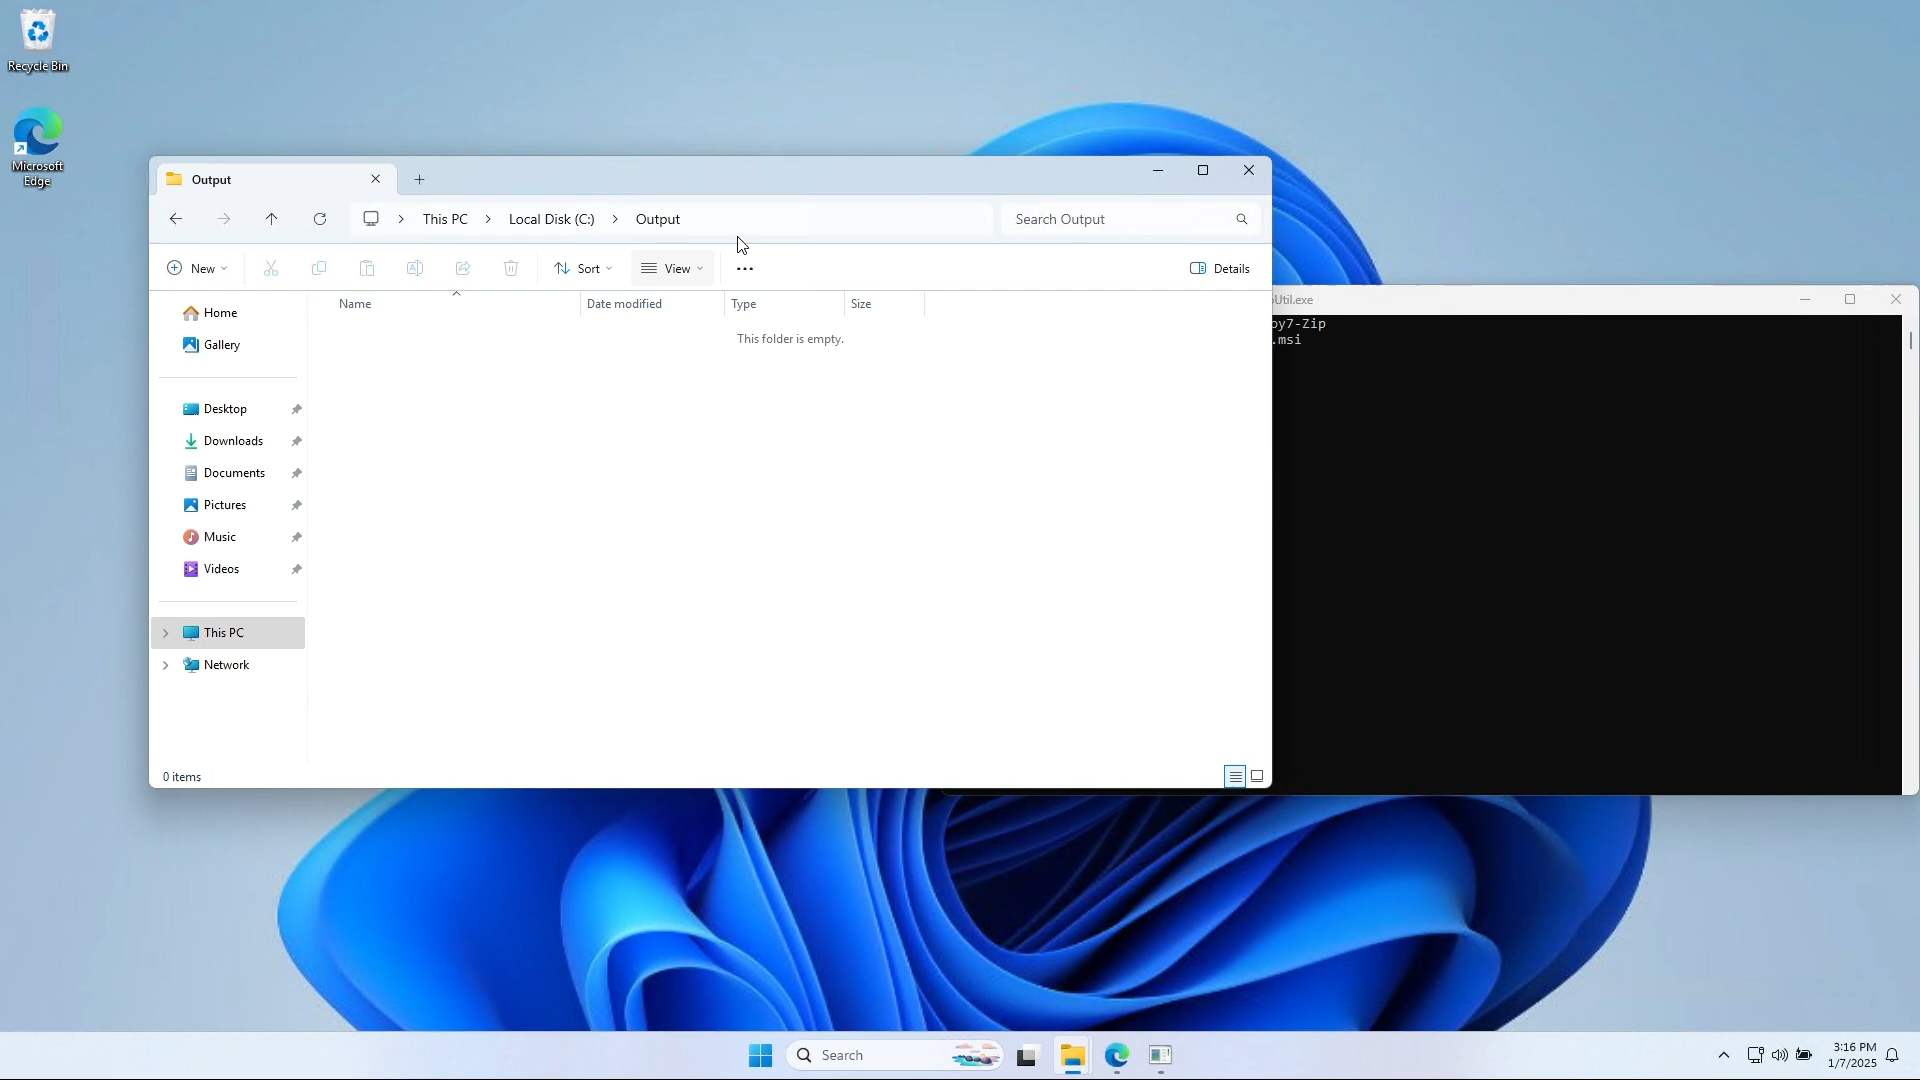 Recycle Bin
Microsoft
Edge
Output
This PC
Local Disk (C:)
Output
Search Output
New
Sort
View
Details
Name
Date modified
Type
Size
This folder is empty.
Home
Gallery
Desktop
Downloads
Documents
Pictures
Music
Videos
This PC
Network
0 items
Util.exe
py7-Zip
.msi
Search
3:16 PM
1/7/2025